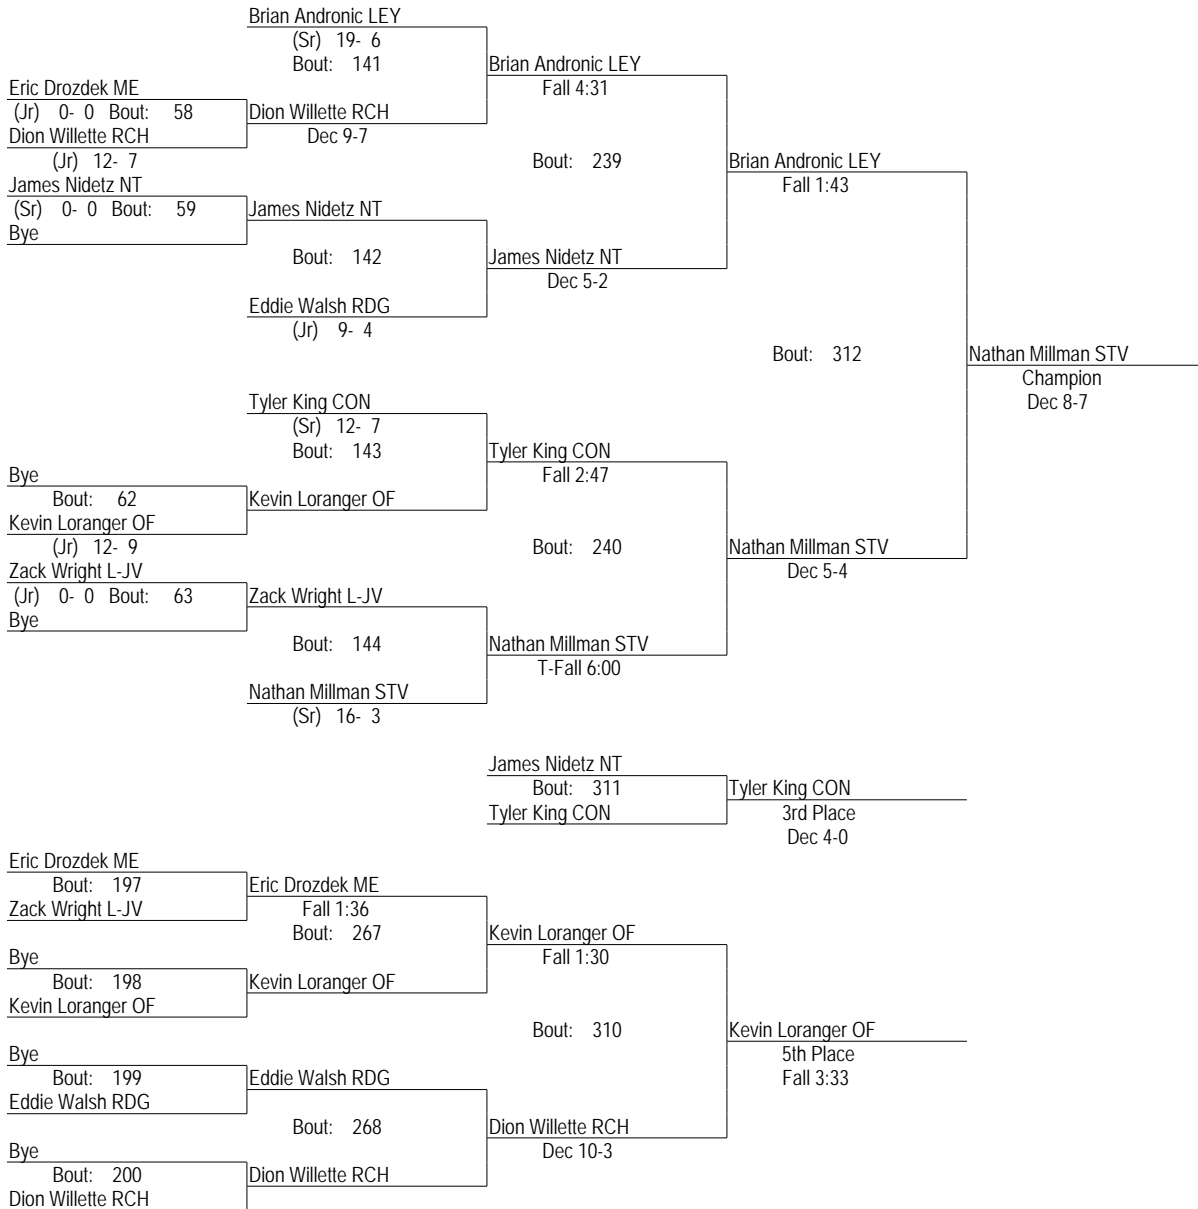 Brian Andronic LEY
(Sr) 19- 6
Bout: 141
Brian Andronic LEY
Fall 4:31
Eric Drozdek ME
(Jr) 0- 0 Bout: 58
Dion Willette RCH
Dion Willette RCH
Dec 9-7
(Jr) 12- 7
Bout: 239
Brian Andronic LEY
Fall 1:43
James Nidetz NT
(Sr) 0- 0 Bout: 59
James Nidetz NT
Bye
Bout: 142
James Nidetz NT
Dec 5-2
Eddie Walsh RDG
(Jr) 9- 4
Bout: 312
Nathan Millman STV
Champion
Dec 8-7
Tyler King CON
(Sr) 12- 7
Bout: 143
Tyler King CON
Fall 2:47
Bye
Bout: 62
Kevin Loranger OF
Kevin Loranger OF
(Jr) 12- 9
Bout: 240
Nathan Millman STV
Dec 5-4
Zack Wright L-JV
(Jr) 0- 0 Bout: 63
Zack Wright L-JV
Bye
Bout: 144
Nathan Millman STV
T-Fall 6:00
Nathan Millman STV
(Sr) 16- 3
James Nidetz NT
Bout: 311
Tyler King CON
Tyler King CON
3rd Place
Dec 4-0
Eric Drozdek ME
Bout: 197
Eric Drozdek ME
Zack Wright L-JV
Fall 1:36
Bout: 267
Kevin Loranger OF
Fall 1:30
Bye
Bout: 198
Kevin Loranger OF
Kevin Loranger OF
Bout: 310
Kevin Loranger OF
5th Place
Fall 3:33
Bye
Bout: 199
Eddie Walsh RDG
Eddie Walsh RDG
Bout: 268
Dion Willette RCH
Dec 10-3
Bye
Bout: 200
Dion Willette RCH
Dion Willette RCH